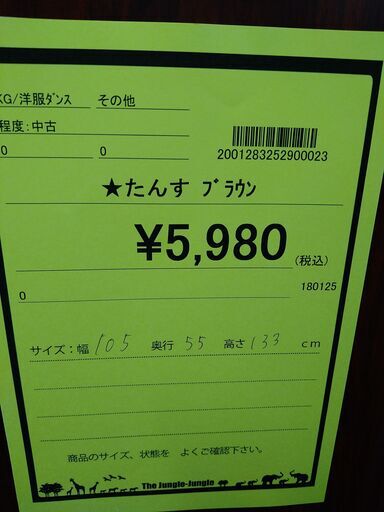 KG/洋服ﾀﾞﾝｽ その他
程度:中古
0 0
2001283252900023
★たんす ﾌﾞﾗｳﾝ
¥5,980 (税込)
0 180125
サイズ:幅 105 奥行 55 高さ 133 cm
商品のサイズ、状態を よくご確認下さい。
The Jungle-Jungle